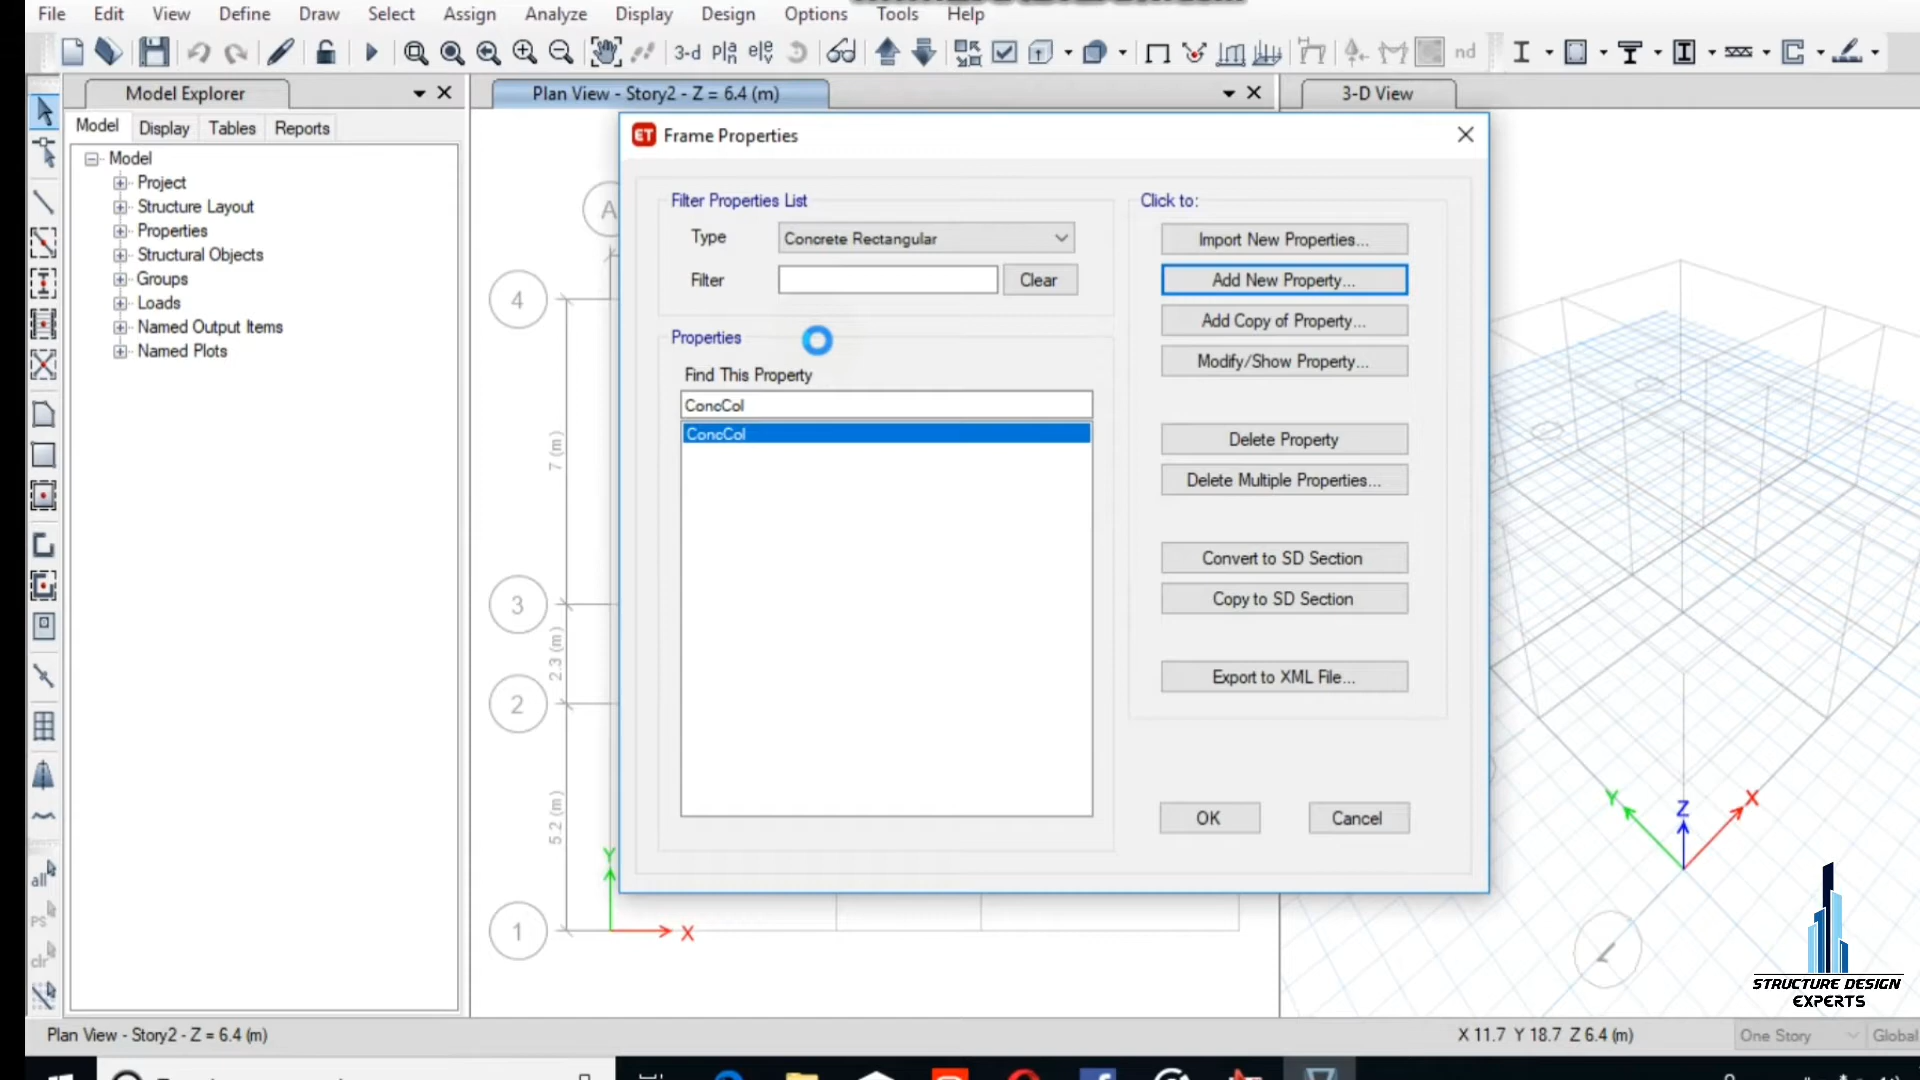 File Edit View Define Draw Select Assign Analyze Display Design Options Tools Help
3-d pla ele nd
Model Explorer
Plan View - Story2 - Z = 6.4 (m)
3-D View
Model Display Tables Reports
Model
Project
Structure Layout
Properties
Structural Objects
Groups
Loads
Named Output Items
Named Plots
all
ps
clr
A
4
3
2
1
7 (m)
2.3 (m)
5.2 (m)
Y
X
ET Frame Properties
Filter Properties List
Type Concrete Rectangular
Filter Clear
Properties
Find This Property
ConcCol
ConcCol
Click to:
Import New Properties...
Add New Property...
Add Copy of Property...
Modify/Show Property...
Delete Property
Delete Multiple Properties...
Convert to SD Section
Copy to SD Section
Export to XML File...
OK Cancel
Y Z X
STRUCTURE DESIGN
EXPERTS
Plan View - Story2 - Z = 6.4 (m)
X 11.7 Y 18.7 Z 6.4 (m)
One Story
Global